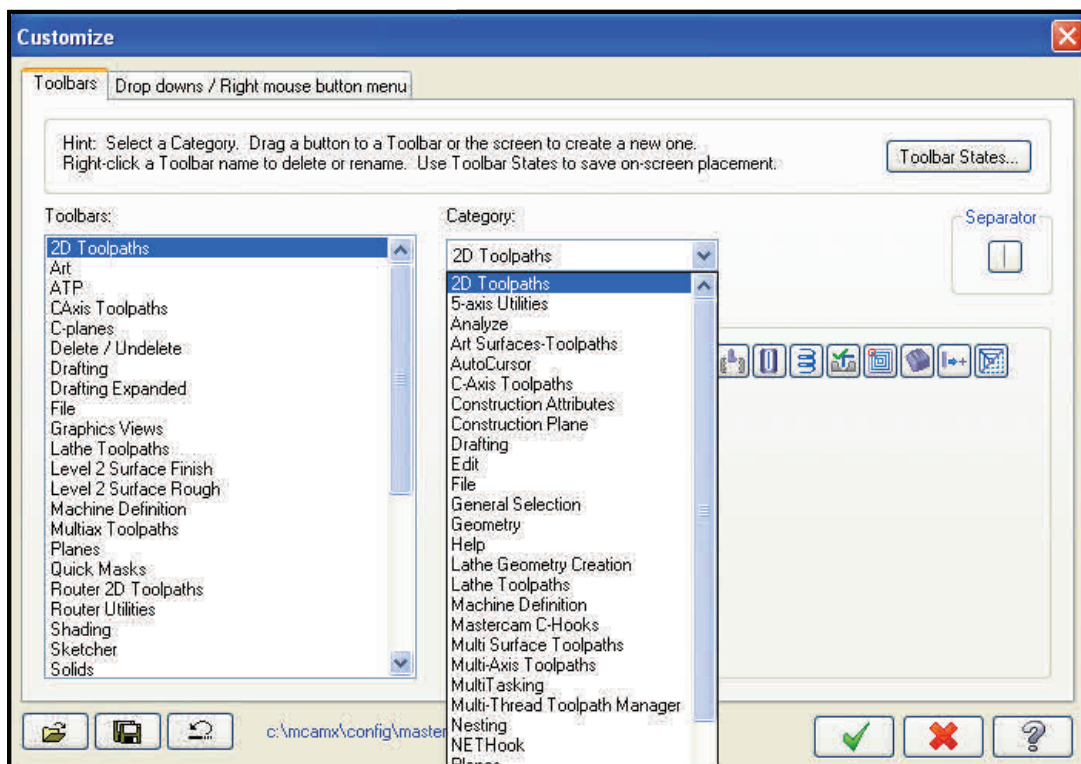 Customize
Toolbars
Drop downs / Right mouse button menu
Hint: Select a Category. Drag a button to a Toolbar or the screen to create a new one.
Right-click a Toolbar name to delete or rename. Use Toolbar States to save on-screen placement.
Toolbar States...
Toolbars:
2D Toolpaths
Art
ATP
CAxis Toolpaths
C-planes
Delete / Undelete
Drafting
Drafting Expanded
File
Graphics Views
Lathe Toolpaths
Level 2 Surface Finish
Level 2 Surface Rough
Machine Definition
Multiax Toolpaths
Planes
Quick Masks
Router 2D Toolpaths
Router Utilities
Shading
Sketcher
Solids
Category:
2D Toolpaths
2D Toolpaths
5-axis Utilities
Analyze
Art Surfaces-Toolpaths
AutoCursor
C-Axis Toolpaths
Construction Attributes
Construction Plane
Drafting
Edit
File
General Selection
Geometry
Help
Lathe Geometry Creation
Lathe Toolpaths
Machine Definition
Mastercam C-Hooks
Multi Surface Toolpaths
Multi-Axis Toolpaths
MultiTasking
Multi-Thread Toolpath Manager
Nesting
NETHook
Separator
c:\mcamx\config\master